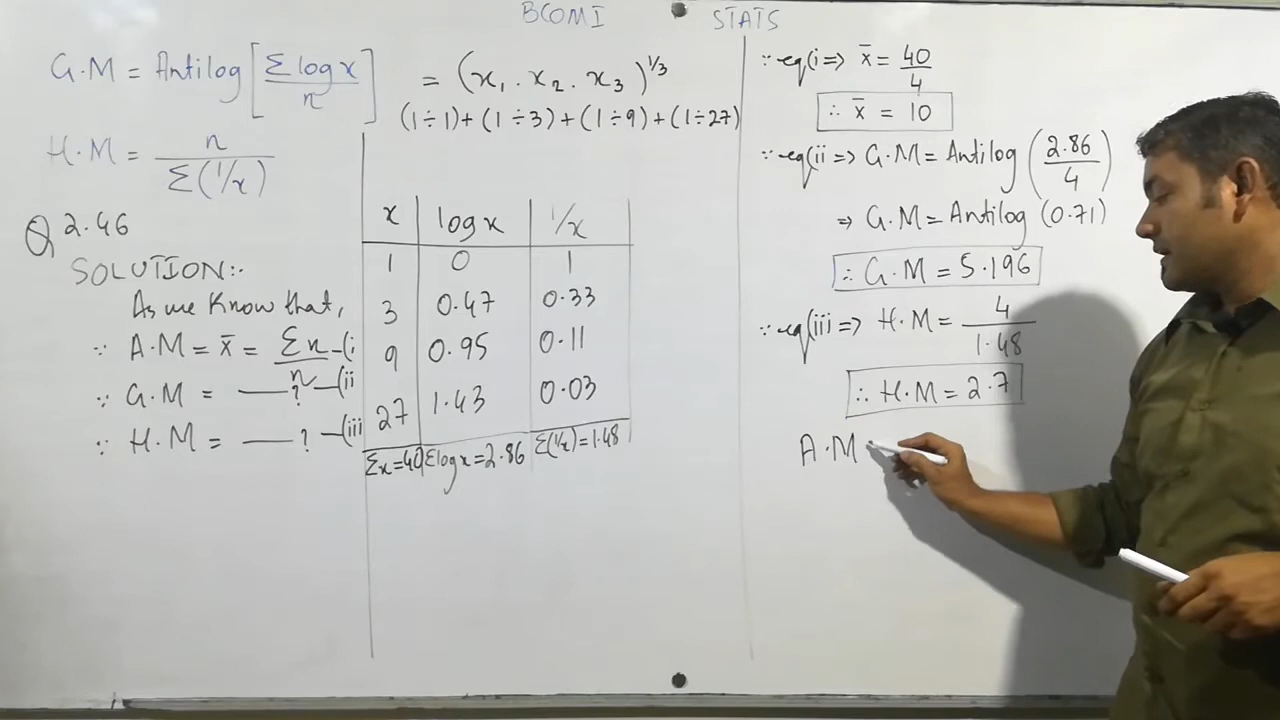 BCOMI STATS
G.M = Antilog [Σ log x / n] = (x₁ . x₂ . x₃)^1/3
(1÷1)+(1÷3)+(1÷9)+(1÷27)
H.M = n / Σ(1/x)
Q 2.46
SOLUTION:-
As we Know that,
∵ A.M = x̄ = Σx / n —(i
∵ G.M = —— ? —(ii
∵ H.M = —— ? —(iii
x log x 1/x
1 0 1
3 0.47 0.33
9 0.95 0.11
27 1.43 0.03
Σx=40 Σlog x=2.86 Σ(1/x)=1.48
∵ eq(i ⇒ x̄ = 40 / 4
∴ x̄ = 10
∵ eq(ii ⇒ G.M = Antilog (2.86 / 4)
⇒ G.M = Antilog (0.71)
∴ G.M = 5.196
∵ eq(iii ⇒ H.M = 4 / 1.48
∴ H.M = 2.7
A.M